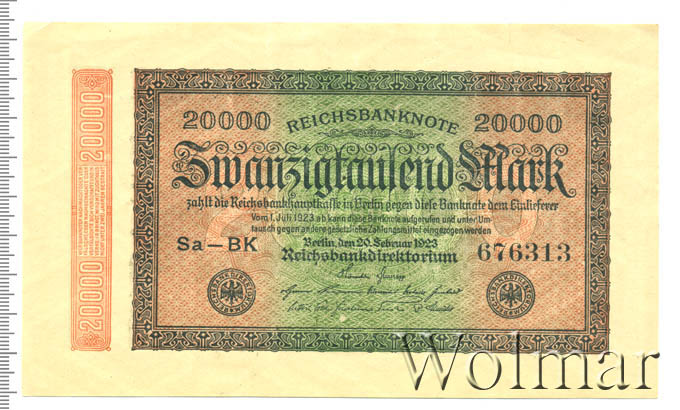 20000 REICHSBANKNOTE 20000
Zwanzigtausend Mark
zahlt die Reichsbankhauptkasse in Berlin gegen diese Banknote dem Einlieferer
Vom 1. Juli 1923 ab kann diese Banknote aufgerufen und unter Um-
tausch gegen andere gesetzliche Zahlungsmittel eingezogen werden
Berlin, den 20. Februar 1923
Sa-BK Reichsbankdirektorium 676313
20000 20000
Wolmar